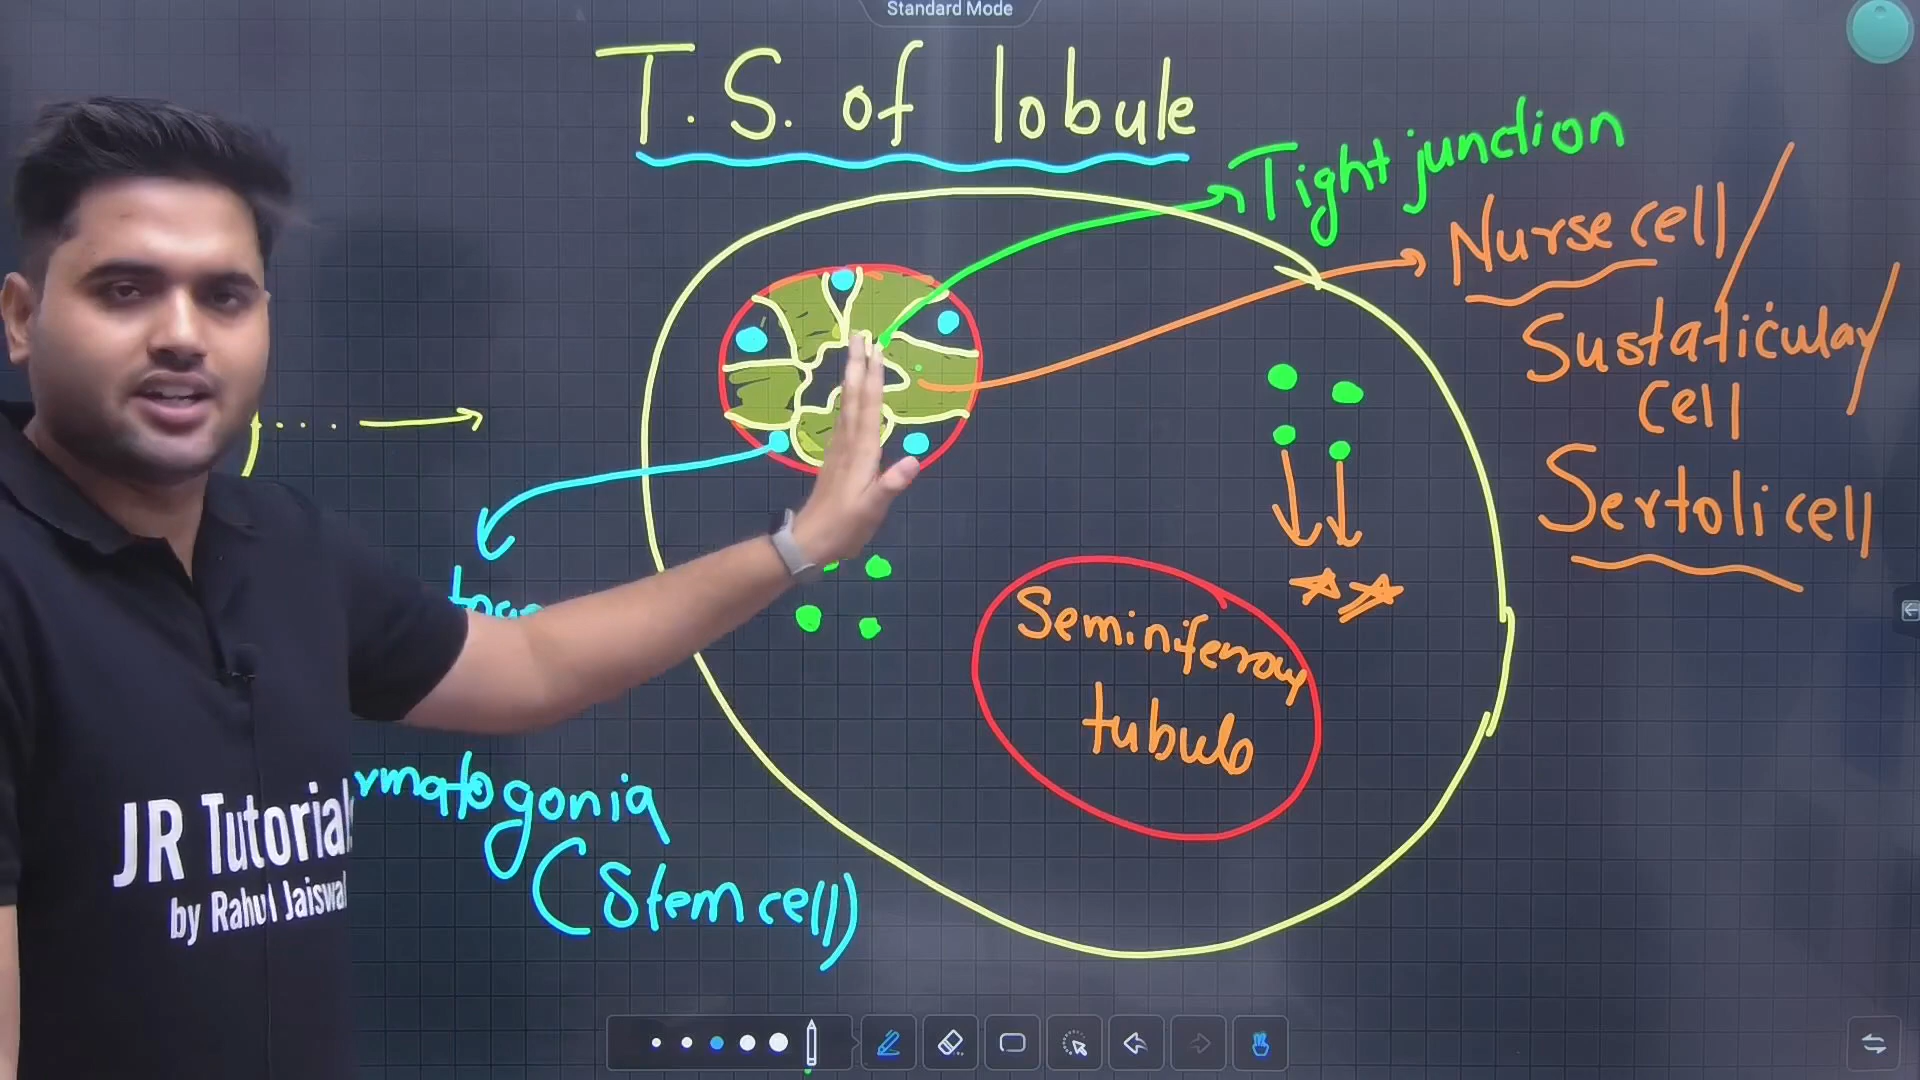 Standard Mode
T.S. of lobule
Tight junction
Nurse cell /
Sustaticular /
cell
Sertoli cell
Seminiferous
tubule
rmatogonia
(Stem cell)
JR Tutorial
by Rahul Jaiswal